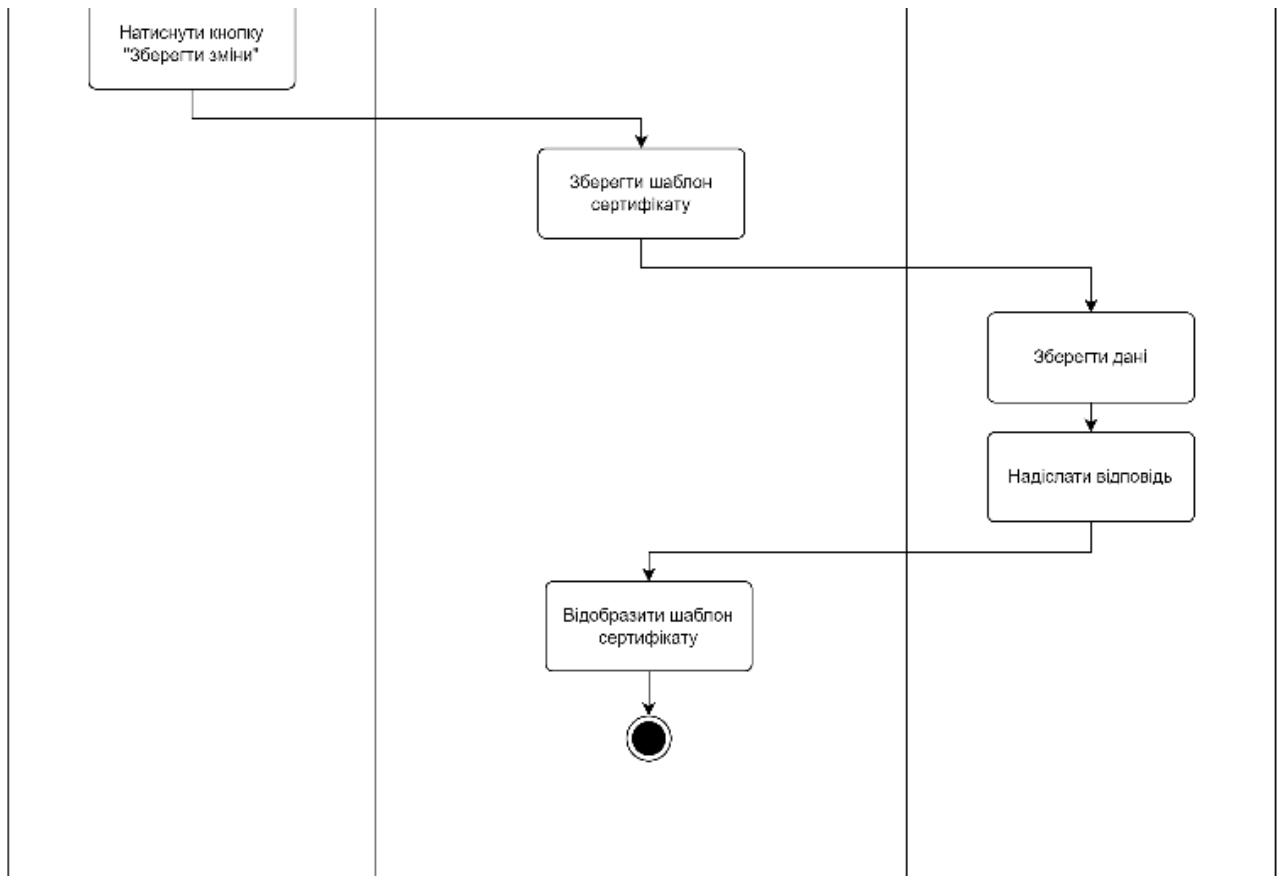 Натиснути кнопку
"Зберегти зміни"
Зберегти шаблон
сертифікату
Зберегти дані
Надіслати відповідь
Відобразити шаблон
сертифікату